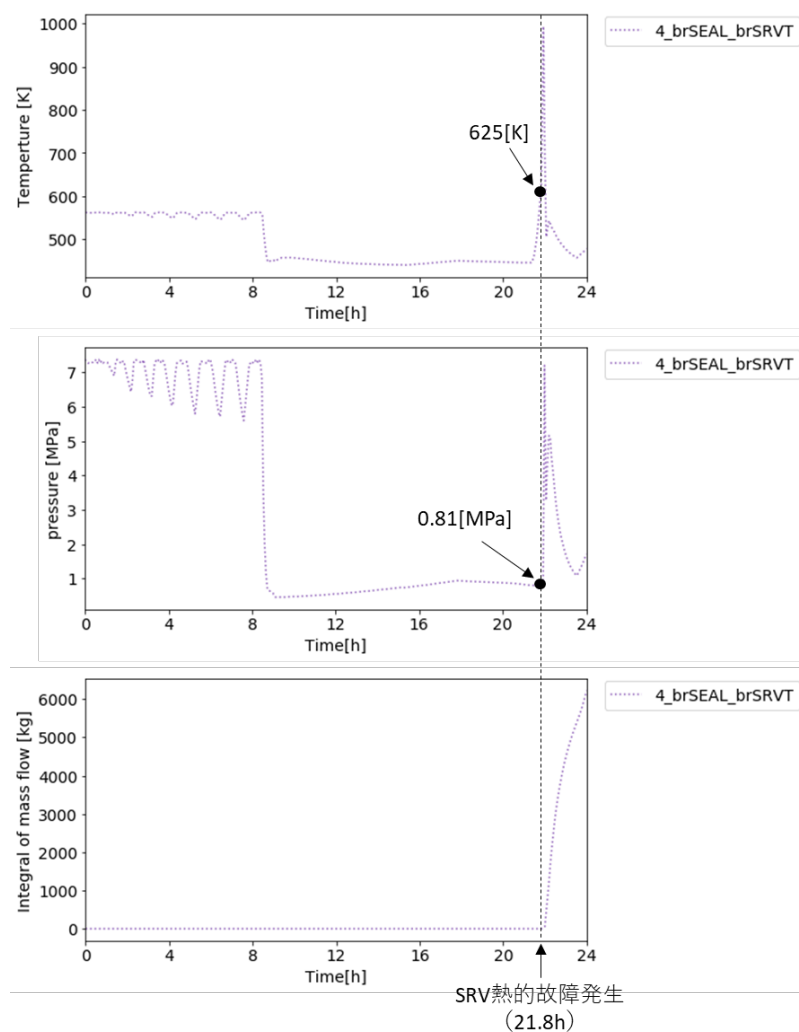 1000
900
800
700
600
500
Temperture [K]
625[K]
0 4 8 12 16 20 24
Time[h]
4_brSEAL_brSRVT
7
6
5
4
3
2
1
pressure [MPa]
0.81[MPa]
0 4 8 12 16 20 24
Time[h]
4_brSEAL_brSRVT
6000
5000
4000
3000
2000
1000
0
Integral of mass flow [kg]
0 4 8 12 16 20 24
Time[h]
4_brSEAL_brSRVT
SRV熱的故障発生
（21.8h）